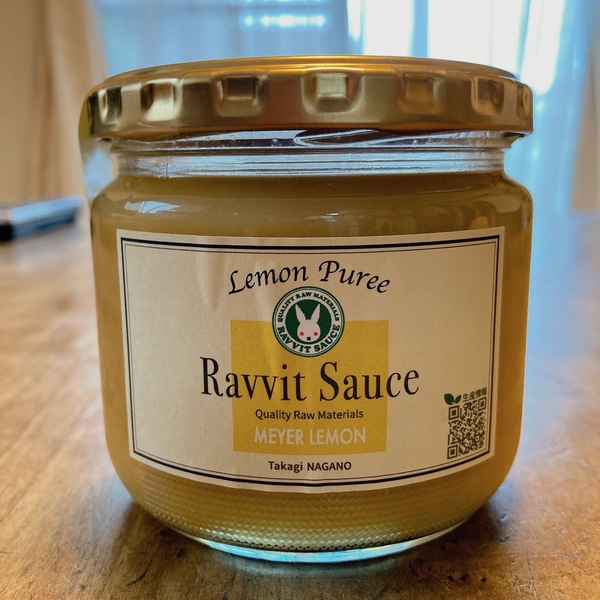 Lemon Puree
QUALITY RAW MATERIALS
RAVVIT SAUCE
Ravvit Sauce
Quality Raw Materials
MEYER LEMON
Takagi NAGANO
生産情報